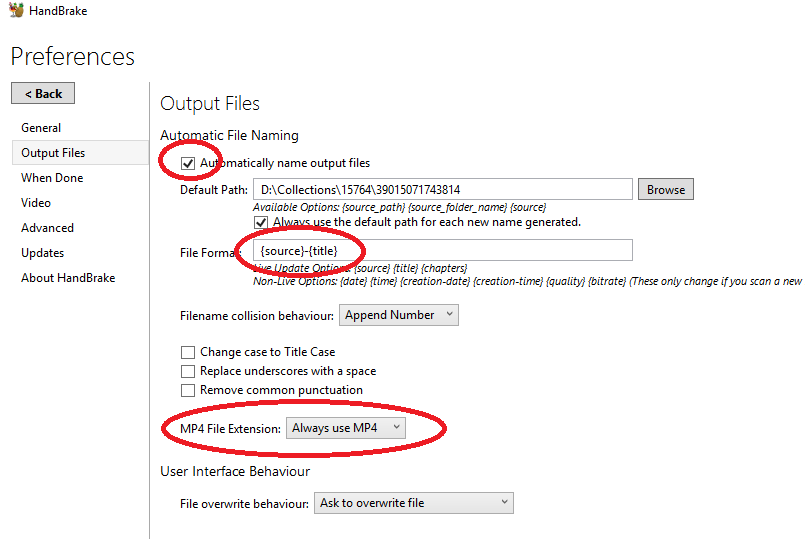 HandBrake
Preferences
< Back
General
Output Files
When Done
Video
Advanced
Updates
About HandBrake
Output Files
Automatic File Naming
Automatically name output files
Default Path: D:\Collections\15764\39015071743814 Browse
Available Options: {source_path} {source_folder_name} {source}
Always use the default path for each new name generated.
File Format: {source}-{title}
Live Update Options: {source} {title} {chapters}
Non-Live Options: {date} {time} {creation-date} {creation-time} {quality} {bitrate} (These only change if you scan a new
Filename collision behaviour: Append Number
Change case to Title Case
Replace underscores with a space
Remove common punctuation
MP4 File Extension: Always use MP4
User Interface Behaviour
File overwrite behaviour: Ask to overwrite file